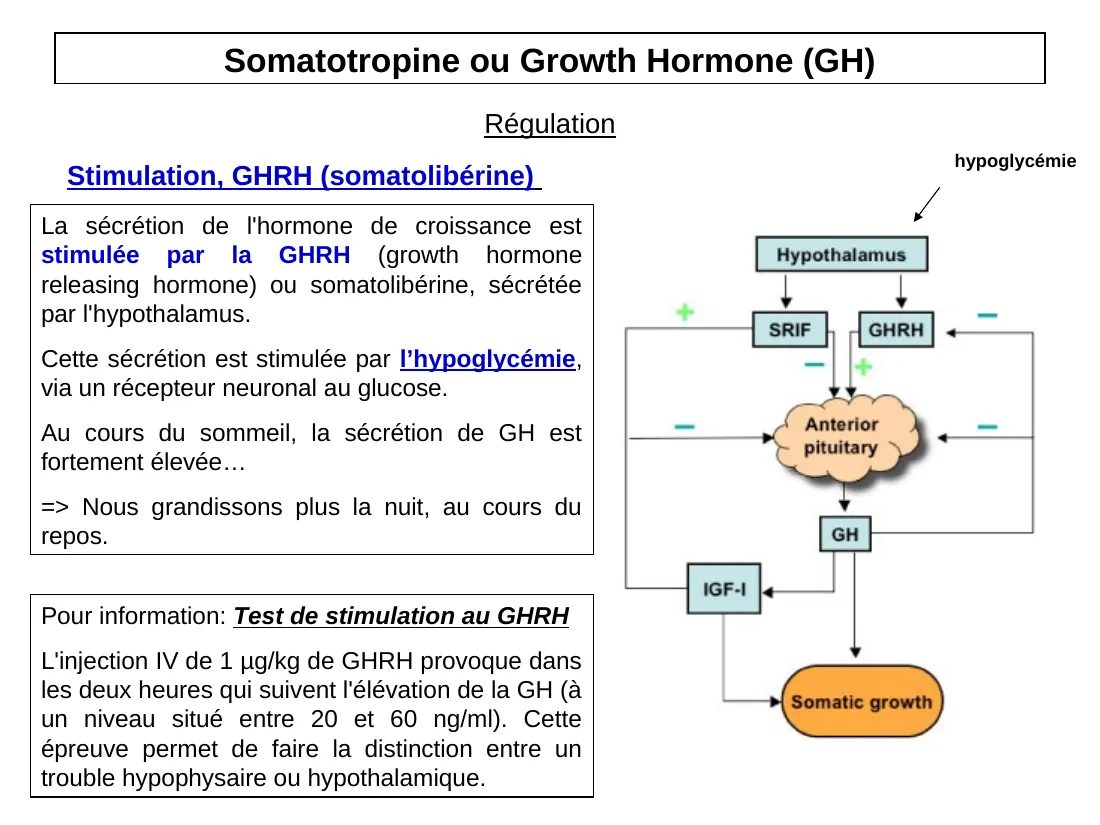 Somatotropine ou Growth Hormone (GH)
Régulation
Stimulation, GHRH (somatolibérine)
La sécrétion de l'hormone de croissance est
stimulée par la GHRH (growth hormone
releasing hormone) ou somatolibérine, sécrétée
par l'hypothalamus.
Cette sécrétion est stimulée par l’hypoglycémie,
via un récepteur neuronal au glucose.
Au cours du sommeil, la sécrétion de GH est
fortement élevée…
=> Nous grandissons plus la nuit, au cours du
repos.
Pour information: Test de stimulation au GHRH
L'injection IV de 1 µg/kg de GHRH provoque dans
les deux heures qui suivent l'élévation de la GH (à
un niveau situé entre 20 et 60 ng/ml). Cette
épreuve permet de faire la distinction entre un
trouble hypophysaire ou hypothalamique.
hypoglycémie
Hypothalamus
+
SRIF
GHRH
–
–
+
–
Anterior
pituitary
–
GH
IGF-I
Somatic growth